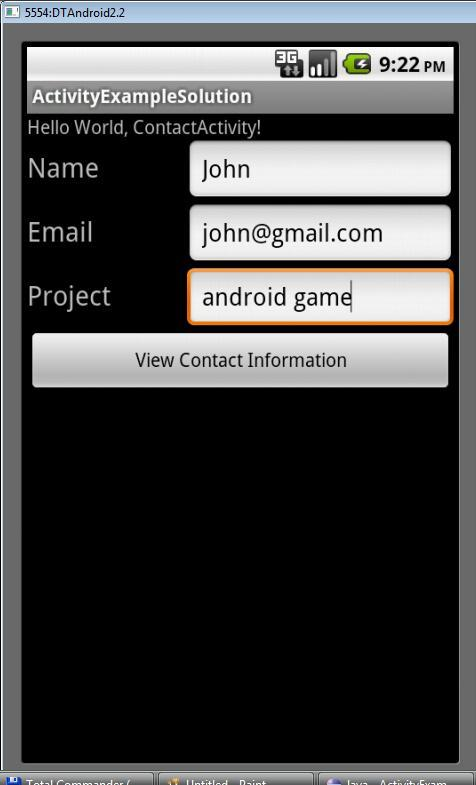 5554:DTAndroid2.2
3G 9:22 PM
ActivityExampleSolution
Hello World, ContactActivity!
Name John
Email john@gmail.com
Project android game
View Contact Information
Total Commander ( Untitled - Paint Java - ActivityExam